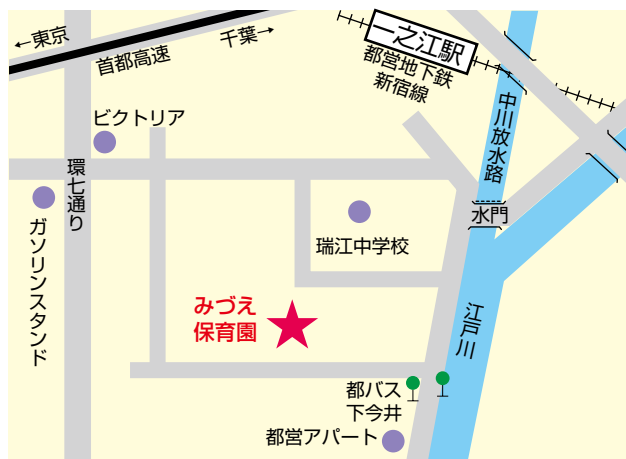 ←東京
首都高速
千葉→
一之江駅
都営地下鉄
新宿線
中川放水路
ビクトリア
環七通り
ガソリンスタンド
瑞江中学校
水門
江戸川
みづえ
保育園
都バス
下今井
都営アパート